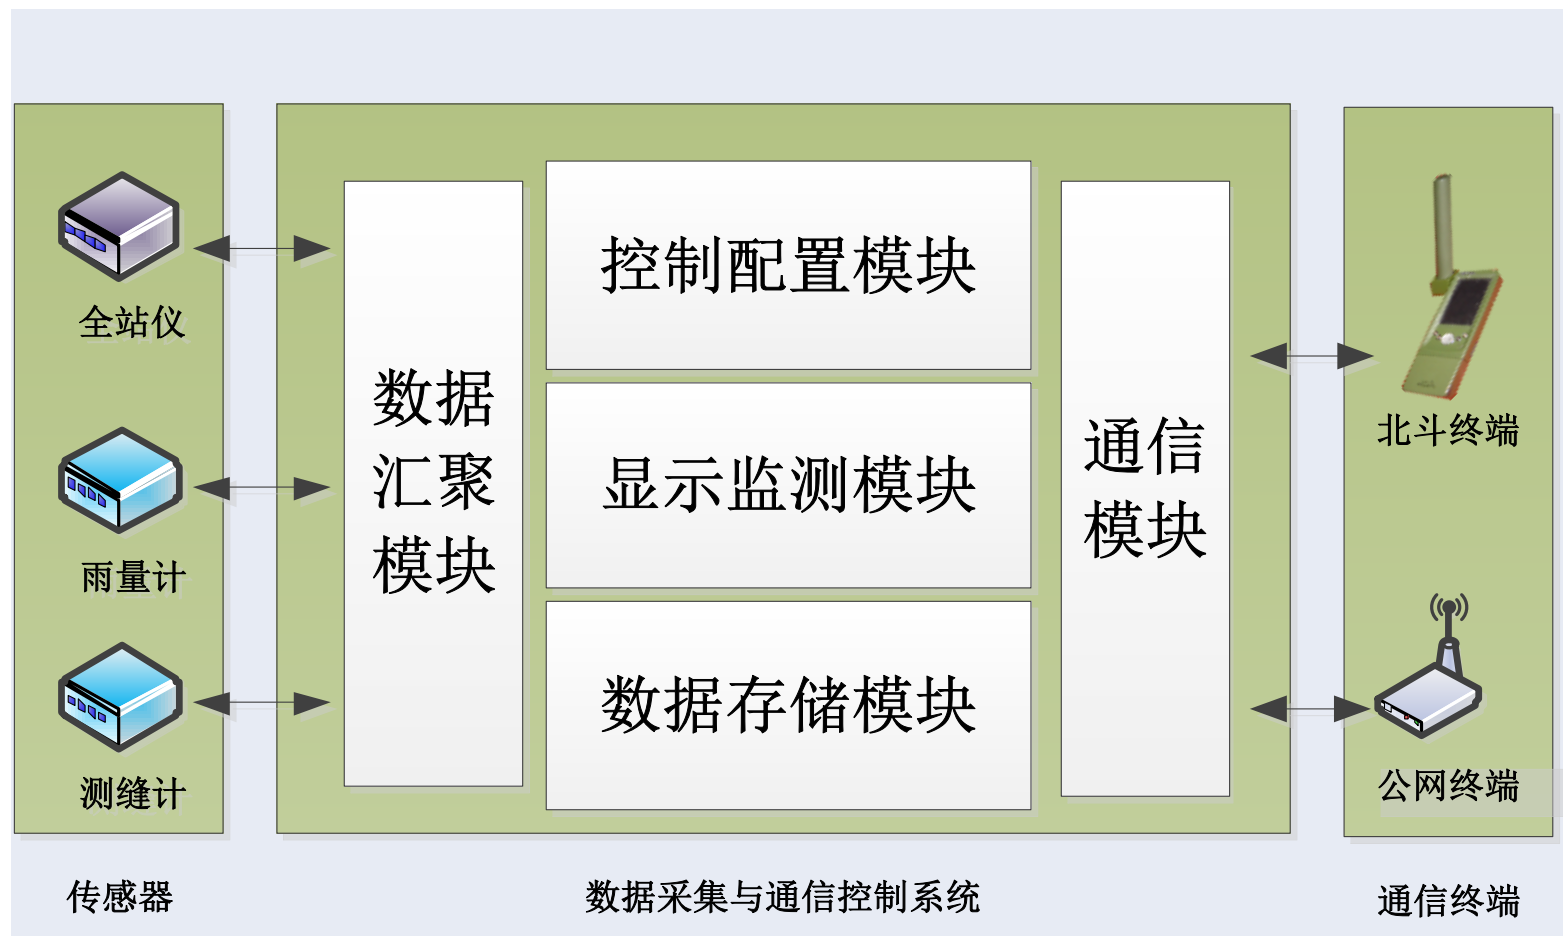 全站仪
雨量计
测缝计
传感器
数据
汇聚
模块
控制配置模块
显示监测模块
数据存储模块
通信
模块
数据采集与通信控制系统
北斗终端
公网终端
通信终端